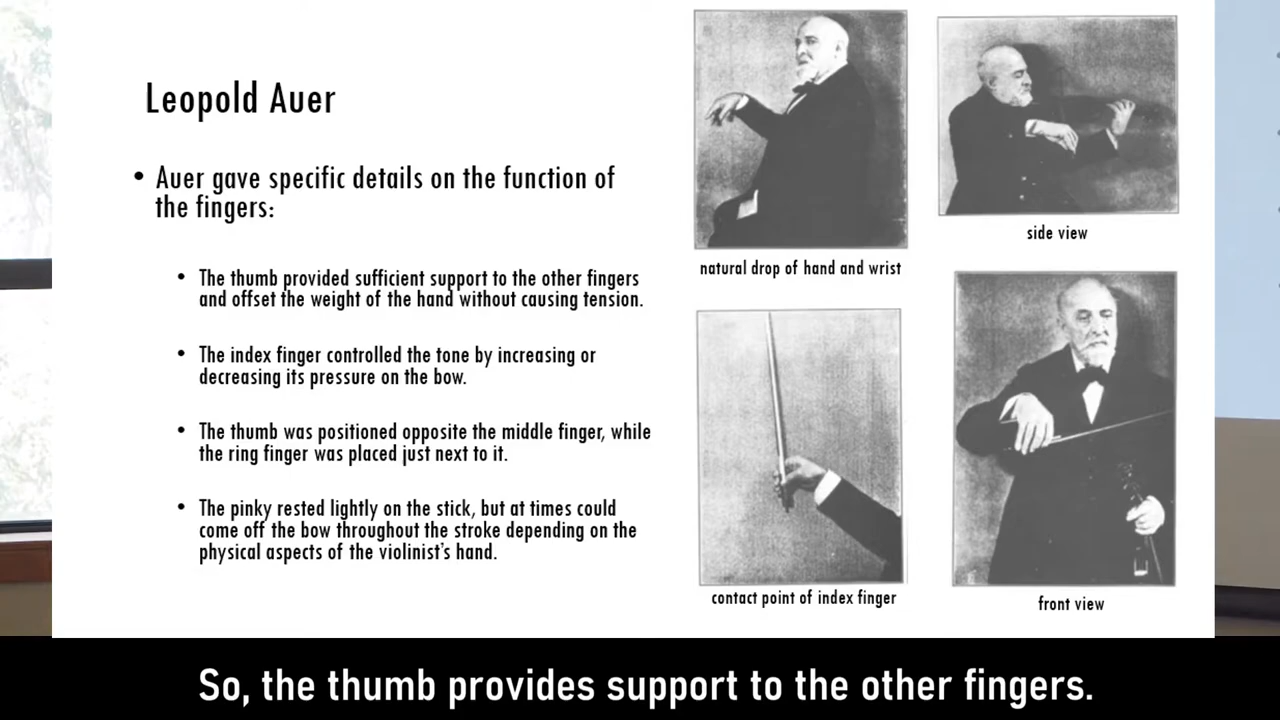 Leopold Auer
• Auer gave specific details on the function of
the fingers:
• The thumb provided sufficient support to the other fingers
and offset the weight of the hand without causing tension.
• The index finger controlled the tone by increasing or
decreasing its pressure on the bow.
• The thumb was positioned opposite the middle finger, while
the ring finger was placed just next to it.
• The pinky rested lightly on the stick, but at times could
come off the bow throughout the stroke depending on the
physical aspects of the violinist's hand.
natural drop of hand and wrist
side view
contact point of index finger
front view
So, the thumb provides support to the other fingers.